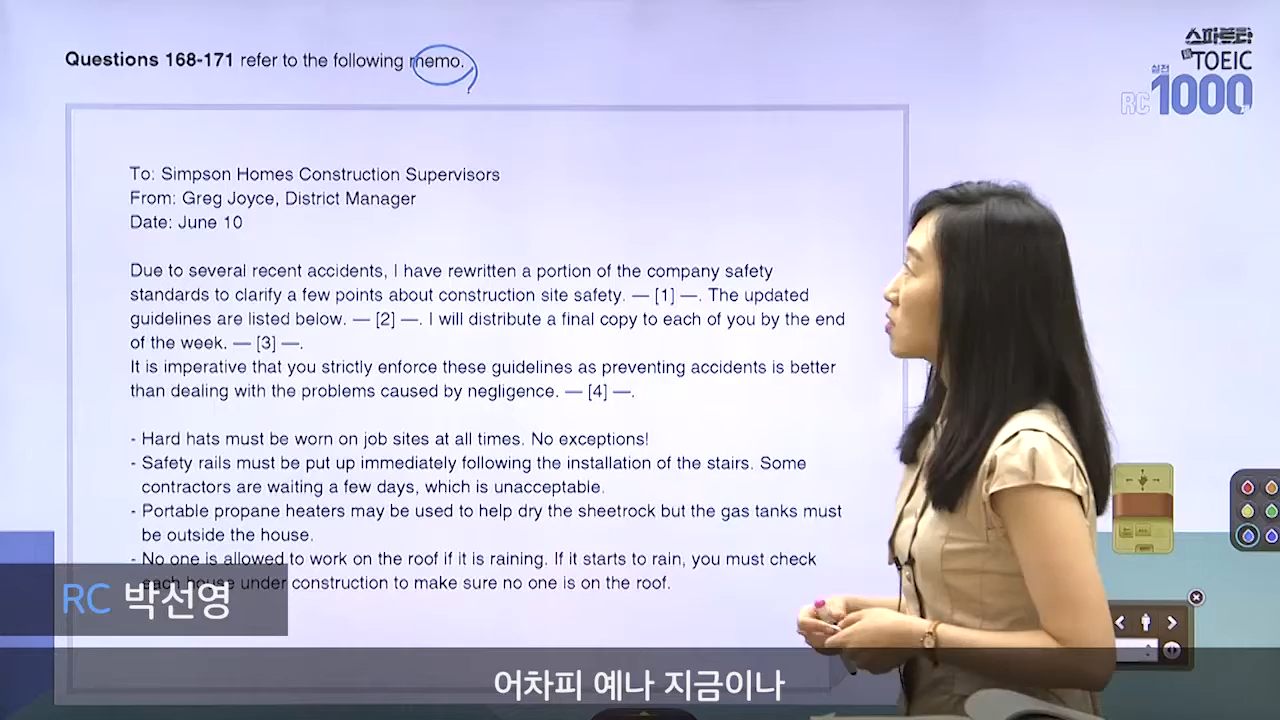 Questions 168-171 refer to the following memo.
스파르타
TOEIC
실전
RC 1000
To: Simpson Homes Construction Supervisors
From: Greg Joyce, District Manager
Date: June 10
Due to several recent accidents, I have rewritten a portion of the company safety
standards to clarify a few points about construction site safety. — [1] —. The updated
guidelines are listed below. — [2] —. I will distribute a final copy to each of you by the end
of the week. — [3] —.
It is imperative that you strictly enforce these guidelines as preventing accidents is better
than dealing with the problems caused by negligence. — [4] —.
- Hard hats must be worn on job sites at all times. No exceptions!
- Safety rails must be put up immediately following the installation of the stairs. Some
contractors are waiting a few days, which is unacceptable.
- Portable propane heaters may be used to help dry the sheetrock but the gas tanks must
be outside the house.
- No one is allowed to work on the roof if it is raining. If it starts to rain, you must check
each house under construction to make sure no one is on the roof.
RC 박선영
어차피 예나 지금이나